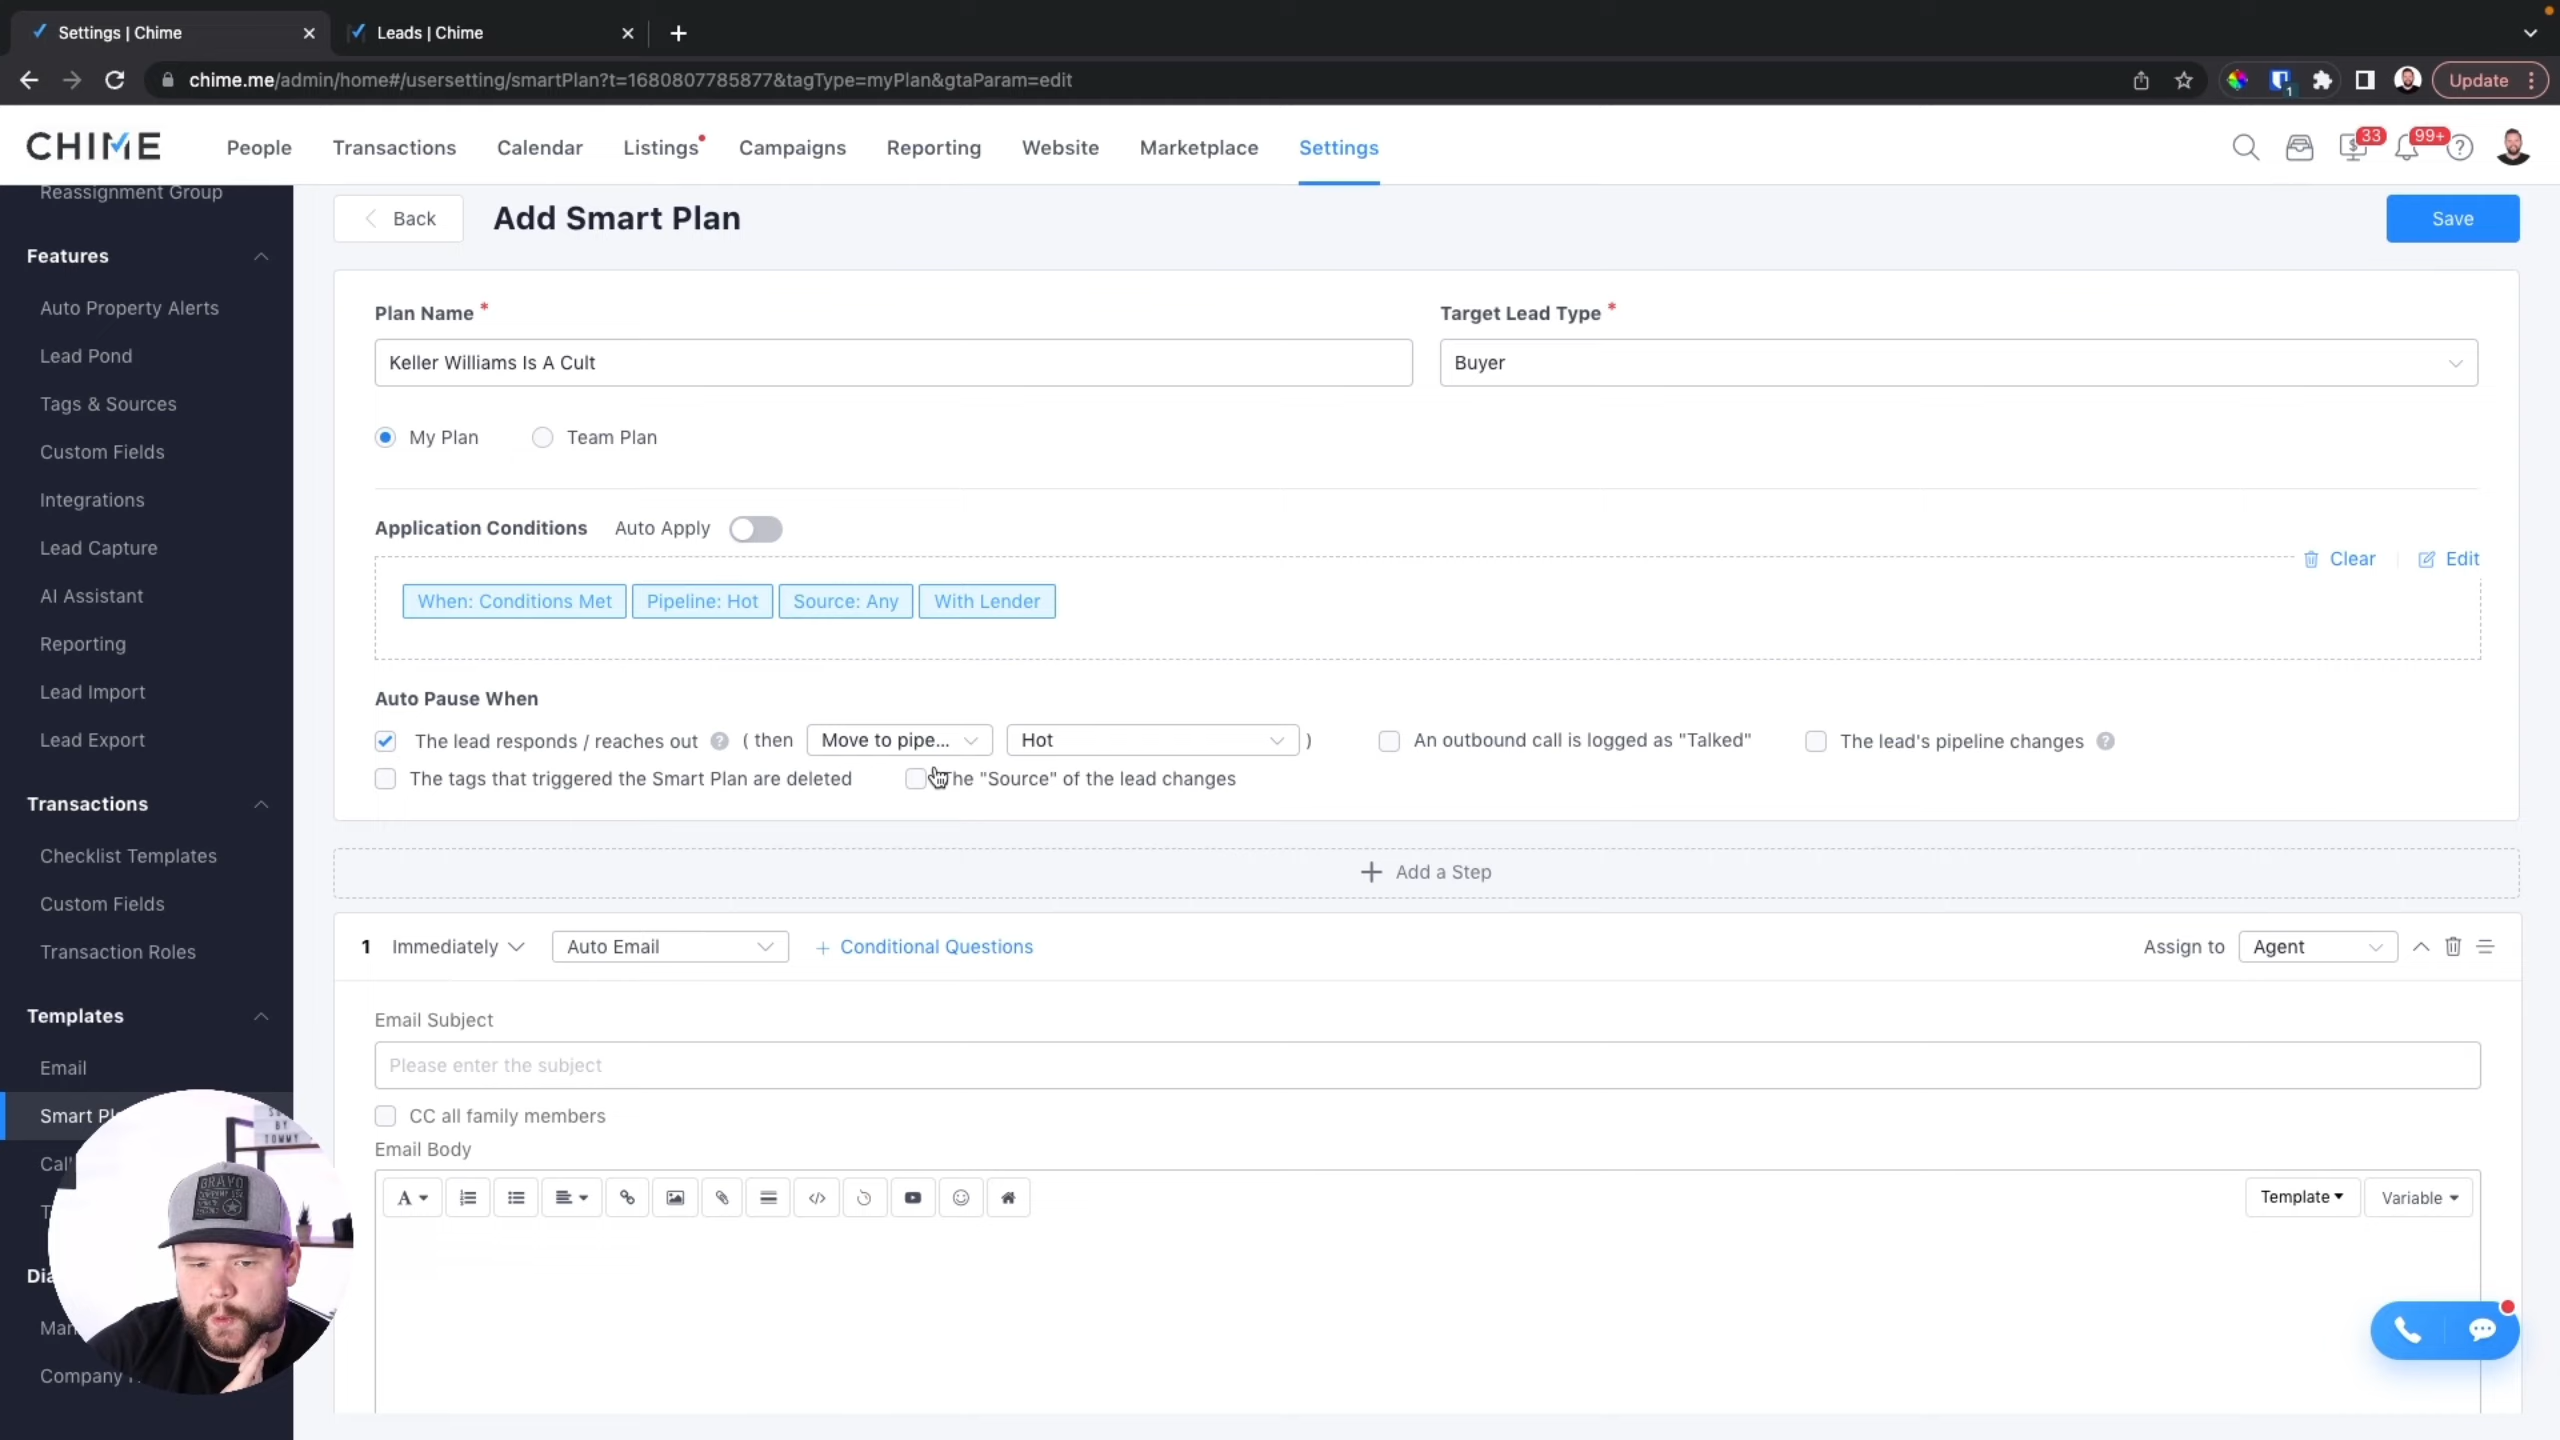 Settings | Chime
Leads | Chime
chime.me/admin/home#/usersetting/smartPlan?t=1680807785877&tagType=myPlan&gtaParam=edit
1
Update
CHIME
People
Transactions
Calendar
Listings
Campaigns
Reporting
Website
Marketplace
Settings
33
99+
Reassignment Group
Features
Auto Property Alerts
Lead Pond
Tags & Sources
Custom Fields
Integrations
Lead Capture
AI Assistant
Reporting
Lead Import
Lead Export
Transactions
Checklist Templates
Custom Fields
Transaction Roles
Templates
Email
Smart
Company
Back
Add Smart Plan
Save
Plan Name *
Target Lead Type *
Keller Williams Is A Cult
Buyer
My Plan
Team Plan
Application Conditions
Auto Apply
Clear
Edit
When: Conditions Met
Pipeline: Hot
Source: Any
With Lender
Auto Pause When
The lead responds / reaches out ? ( then Move to pipe... Hot )
An outbound call is logged as "Talked"
The lead's pipeline changes ?
The tags that triggered the Smart Plan are deleted
The "Source" of the lead changes
+ Add a Step
1 Immediately
Auto Email
+ Conditional Questions
Assign to
Agent
Email Subject
Please enter the subject
CC all family members
Email Body
A
Template
Variable
BY
TOMMY
BRAVO